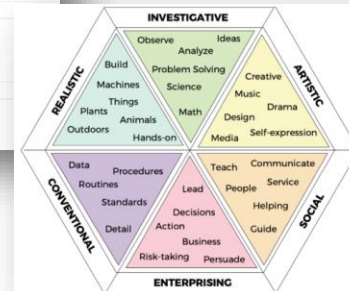 INVESTIGATIVE
Observe
Ideas
Analyze
Problem Solving
Science
Math
REALISTIC
Build
Machines
Things
Plants
Animals
Outdoors
Hands-on
ARTISTIC
Creative
Music
Drama
Design
Self-expression
Media
CONVENTIONAL
Data
Procedures
Routines
Standards
Detail
Lead
Decisions
Action
Business
Risk-taking
Persuade
ENTERPRISING
Teach
Communicate
People
Service
Helping
Guide
SOCIAL